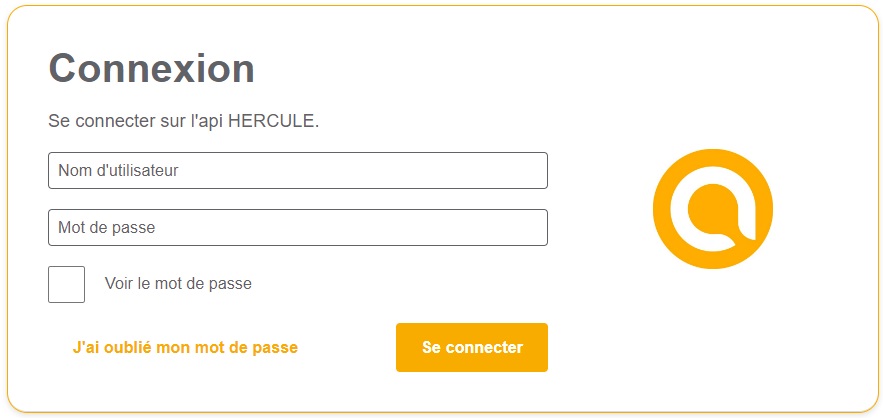 Connexion
Se connecter sur l'api HERCULE.
Nom d'utilisateur
Mot de passe
Voir le mot de passe
J'ai oublié mon mot de passe
Se connecter